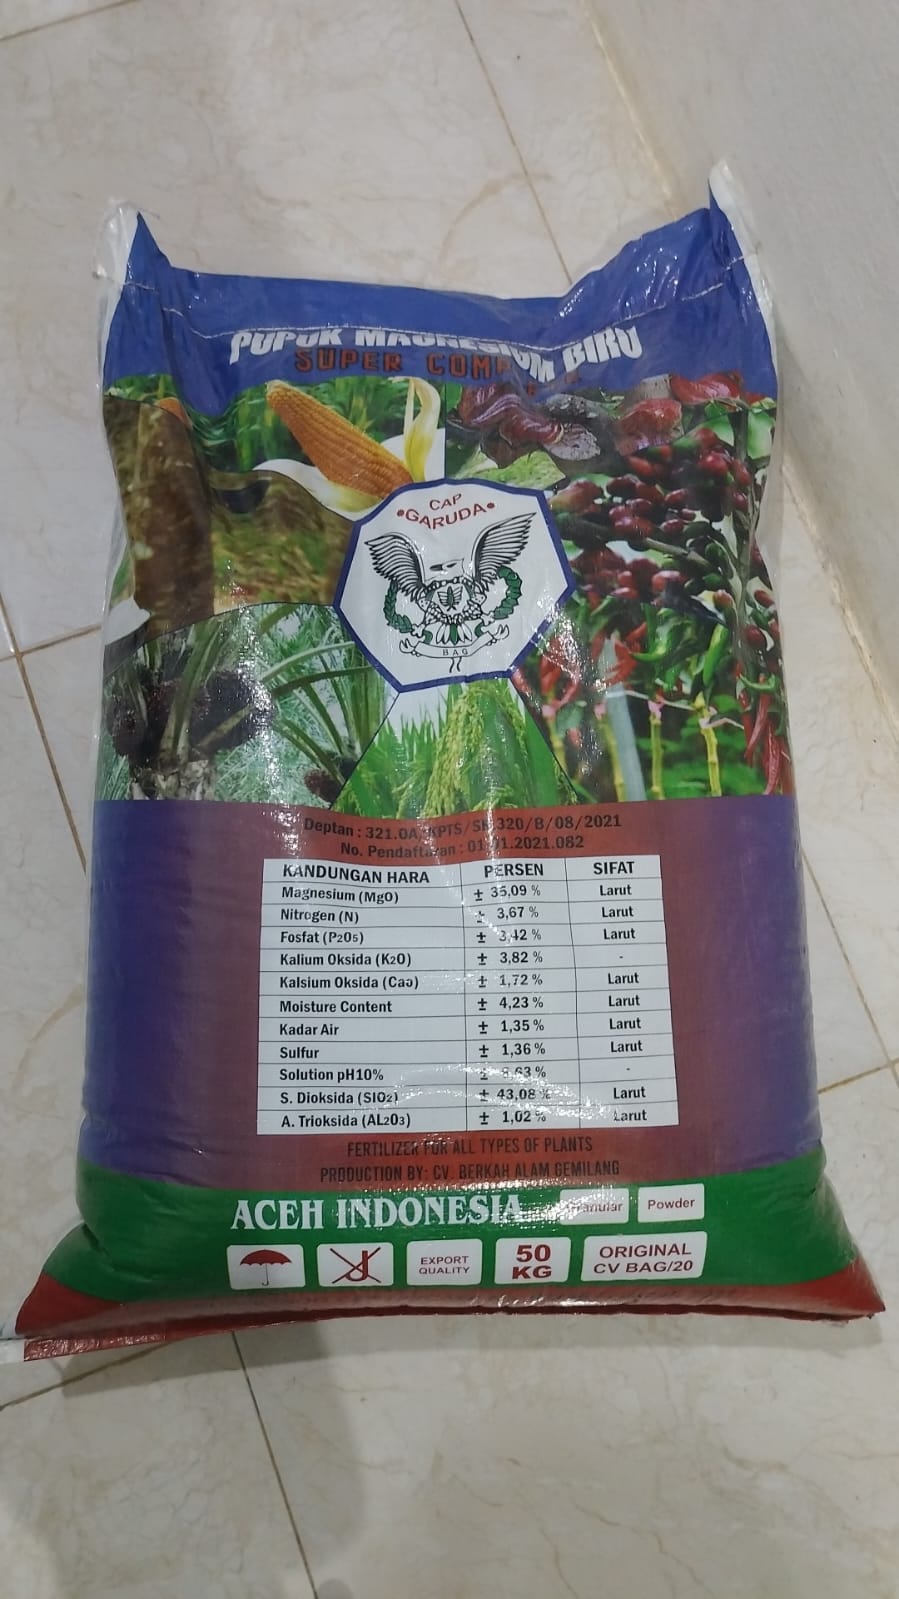 PUPUK MAGNESIUM BIRU
SUPER
CAP
•GARUDA•
BAG
Deptan : 321.0A/KPTS/SR.320/B/08/2021
No. Pendaftaran : 01.01.2021.082
KANDUNGAN HARA PERSEN SIFAT
Magnesium (MgO) ± 35,09 % Larut
Nitrogen (N) ± 3,67 % Larut
Fosfat (P2O5) ± 3,42 % Larut
Kalium Oksida (K2O) ± 3,82 % -
Kalsium Oksida (Cao) ± 1,72 % Larut
Moisture Content ± 4,23 % Larut
Kadar Air ± 1,35 % Larut
Sulfur ± 1,36 % Larut
Solution pH10% ± -
S. Dioksida (SIO2) ± 43,08 % Larut
A. Trioksida (AL2O3) ± 1,02 % Larut
FERTILIZER FOR ALL TYPES OF PLANTS
PRODUCTION BY: CV. BERKAH ALAM GEMILANG
ACEH INDONESIA Granular Powder
EXPORT QUALITY
50 KG
ORIGINAL
CV BAG/20